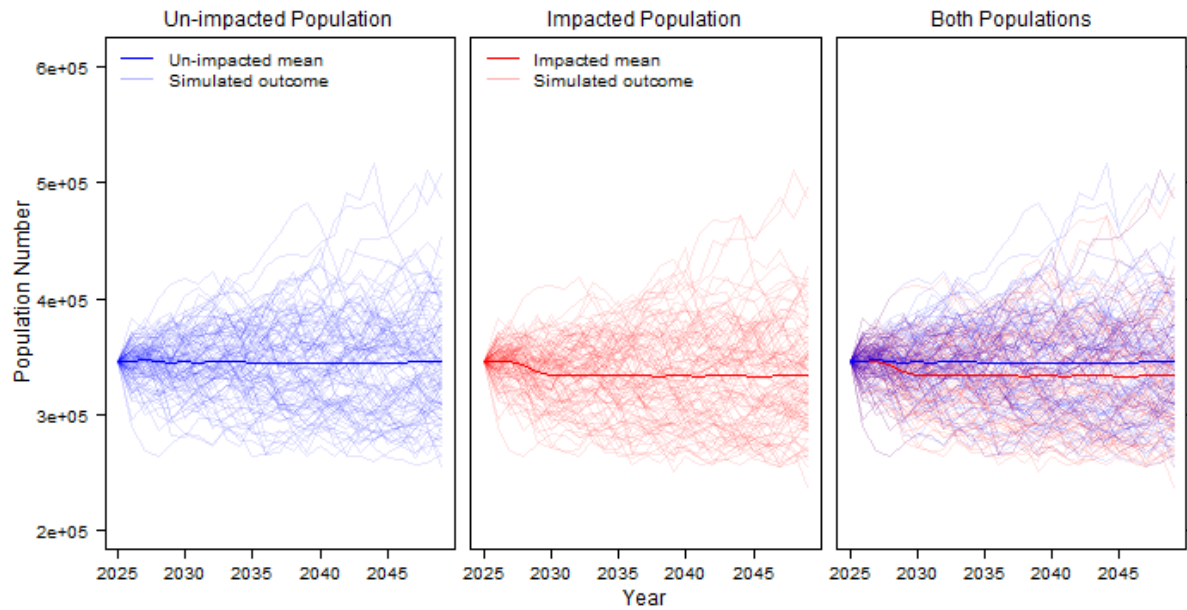 Un-impacted Population
Impacted Population
Both Populations
Un-impacted mean
Simulated outcome
Impacted mean
Simulated outcome
6e+05
5e+05
4e+05
3e+05
2e+05
Population Number
2025 2030 2035 2040 2045
2025 2030 2035 2040 2045
2025 2030 2035 2040 2045
Year